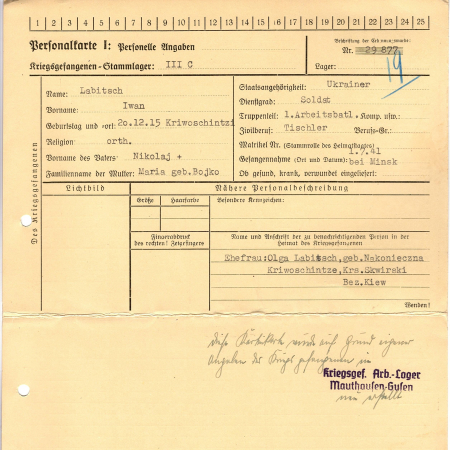 1 2 3 4 5 6 7 8 9 10 11 12 13 14 15 16 17 18 19 20 21 22 23 24 25
Personalkarte I: Personelle Angaben
Kriegsgefangenen-Stammlager: III C
Beschriftung der Erkennungsmarke
Nr. 29 877
Lager:
19
Des Kriegsgefangenen
Name: Labitsch
Vorname: Iwan
Geburtstag und -ort: 20.12.15 Kriwoschintzi
Religion orth.
Vorname des Vaters: Nikolaj +
Familienname der Mutter: Maria geb.Bojko
Staatsangehörigkeit: Ukrainer
Dienstgrad: Soldat
Truppenteil: 1.Arbeitsbatl. Komp. usw.:
Zivilberuf: Tischler Berufs-Gr.:
Matrikel Nr. (Stammrolle des Heimatstaates)
Gefangennahme (Ort und Datum): 1.7.41 bei Minsk
Ob gesund, krank, verwundet eingeliefert:
Lichtbild
Nähere Personalbeschreibung
Größe
Haarfarbe
Besondere Kennzeichen:
Fingerabdruck
des rechten! Zeigefingers
Name und Anschrift der zu benachrichtigenden Person in der
Heimat des Kriegsgefangenen
Ehefrau:Olga Labitsch,geb.Nakonieczna
Kriwoschintze,Krs.Skwirski
Bez.Kiew
Wenden!
Diese Karteikarte wurde auf Grund eigener
Angaben des Kriegsgefangenen im
Kriegsgef. Arb.-Lager
Mauthausen-Gusen
neu erstellt